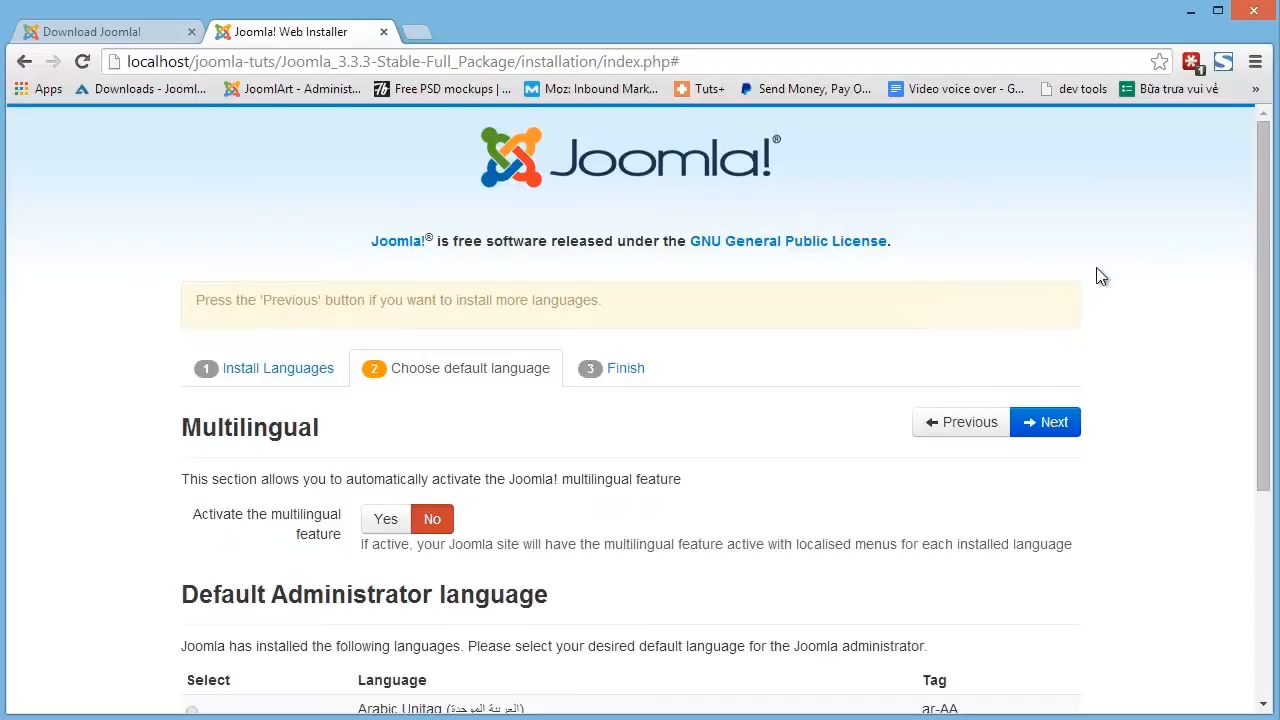 Download Joomla!
Joomla! Web Installer
localhost/joomla-tuts/Joomla_3.3.3-Stable-Full_Package/installation/index.php#
1
Apps
Downloads - Jooml...
JoomlArt - Administ...
Free PSD mockups | ...
Moz: Inbound Mark...
Tuts+
Send Money, Pay O...
Video voice over - G...
dev tools
Bữa trưa vui vẻ
»
Joomla!®
Joomla!® is free software released under the GNU General Public License.
Press the 'Previous' button if you want to install more languages.
1 Install Languages
2 Choose default language
3 Finish
Multilingual
Previous
Next
This section allows you to automatically activate the Joomla! multilingual feature
Activate the multilingual
feature
Yes
No
If active, your Joomla site will have the multilingual feature active with localised menus for each installed language
Default Administrator language
Joomla has installed the following languages. Please select your desired default language for the Joomla administrator.
Select
Language
Tag
Arabic Unitag (العربية الموحدة)
ar-AA